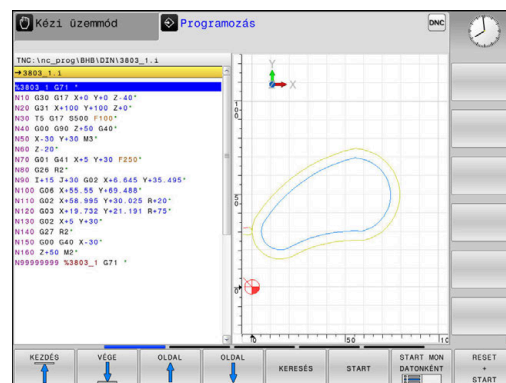 Kézi üzemmód
Programozás
DNC
TNC:\nc_prog\BHB\DIN\3803_1.i
→3803_1.i
%3803_1 G71 *
N10 G30 G17 X+0 Y+0 Z-40*
N20 G31 X+100 Y+100 Z+0*
N30 T5 G17 S500 F100*
N40 G00 G90 Z+50 G40*
N50 X-30 Y+30 M3*
N60 Z-20*
N70 G01 G41 X+5 Y+30 F250*
N80 G26 R2*
N90 I+15 J+30 G02 X+6.645 Y+35.495*
N100 G06 X+55.55 Y+69.488*
N110 G02 X+58.995 Y+30.025 R+20*
N120 G03 X+19.732 Y+21.191 R+75*
N130 G02 X+5 Y+30*
N140 G27 R2*
N150 G00 G40 X-30*
N160 Z+50 M2*
N99999999 %3803_1 G71 *
Y
X
100
50
0
0
50
KEZDÉS
VÉGE
OLDAL
OLDAL
KERESÉS
START
START MON
DATONKÉNT
RESET
+
START